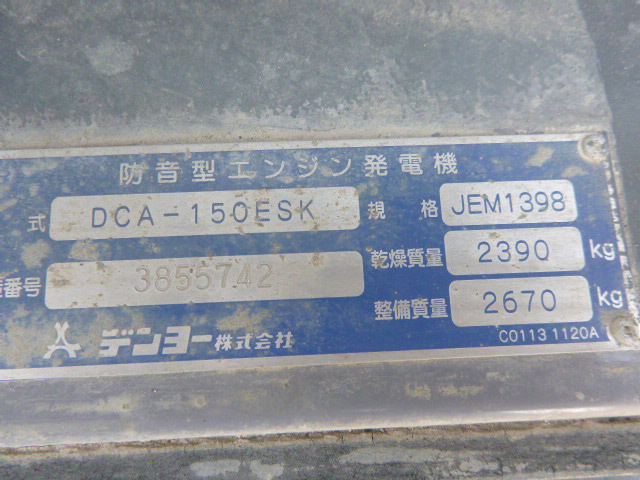 防音型エンジン発電機
式 DCA-150ESK 規格 JEM1398
乾燥質量 2390 kg
番号 3855742
整備質量 2670 kg
デンヨー株式会社
C0113 1120A